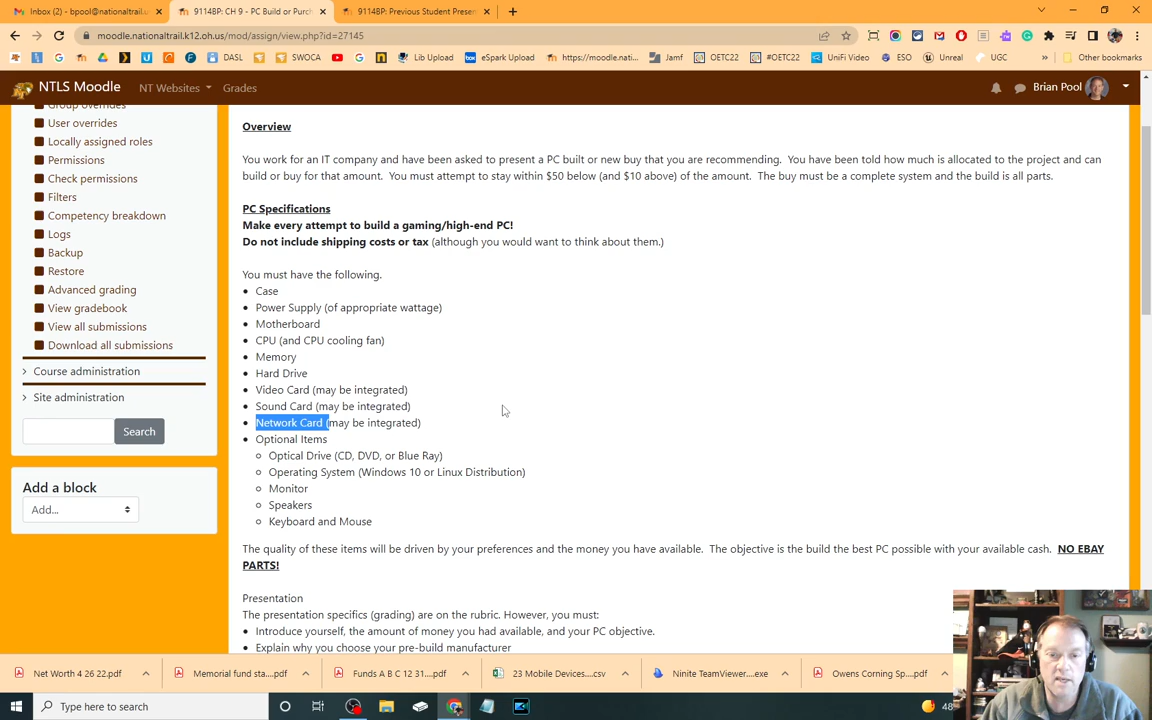 Inbox (2) - bpool@nationaltrail.
9114BP: CH 9 - PC Build or Purch
9114BP: Previous Student Presen
moodle.nationaltrail.k12.oh.us/mod/assign/view.php?id=27145
DASL
SWOCA
Lib Upload
eSpark Upload
https://moodle.nati...
Jamf
OETC22
#OETC22
UniFi Video
ESO
Unreal
UGC
»
Other bookmarks
NTLS Moodle
NT Websites
Grades
Brian Pool
Group overrides
User overrides
Locally assigned roles
Permissions
Check permissions
Filters
Competency breakdown
Logs
Backup
Restore
Advanced grading
View gradebook
View all submissions
Download all submissions
Course administration
Site administration
Search
Add a block
Add...
Overview
You work for an IT company and have been asked to present a PC built or new buy that you are recommending. You have been told how much is allocated to the project and can
build or buy for that amount. You must attempt to stay within $50 below (and $10 above) of the amount. The buy must be a complete system and the build is all parts.
PC Specifications
Make every attempt to build a gaming/high-end PC!
Do not include shipping costs or tax (although you would want to think about them.)
You must have the following.
Case
Power Supply (of appropriate wattage)
Motherboard
CPU (and CPU cooling fan)
Memory
Hard Drive
Video Card (may be integrated)
Sound Card (may be integrated)
Network Card (may be integrated)
Optional Items
Optical Drive (CD, DVD, or Blue Ray)
Operating System (Windows 10 or Linux Distribution)
Monitor
Speakers
Keyboard and Mouse
The quality of these items will be driven by your preferences and the money you have available. The objective is the build the best PC possible with your available cash. NO EBAY
PARTS!
Presentation
The presentation specifics (grading) are on the rubric. However, you must:
Introduce yourself, the amount of money you had available, and your PC objective.
Explain why you choose your pre-build manufacturer
Net Worth 4 26 22.pdf
Memorial fund sta....pdf
Funds A B C 12 31....pdf
23 Mobile Devices....csv
Ninite TeamViewer....exe
Owens Corning Sp....pdf
Type here to search
48°